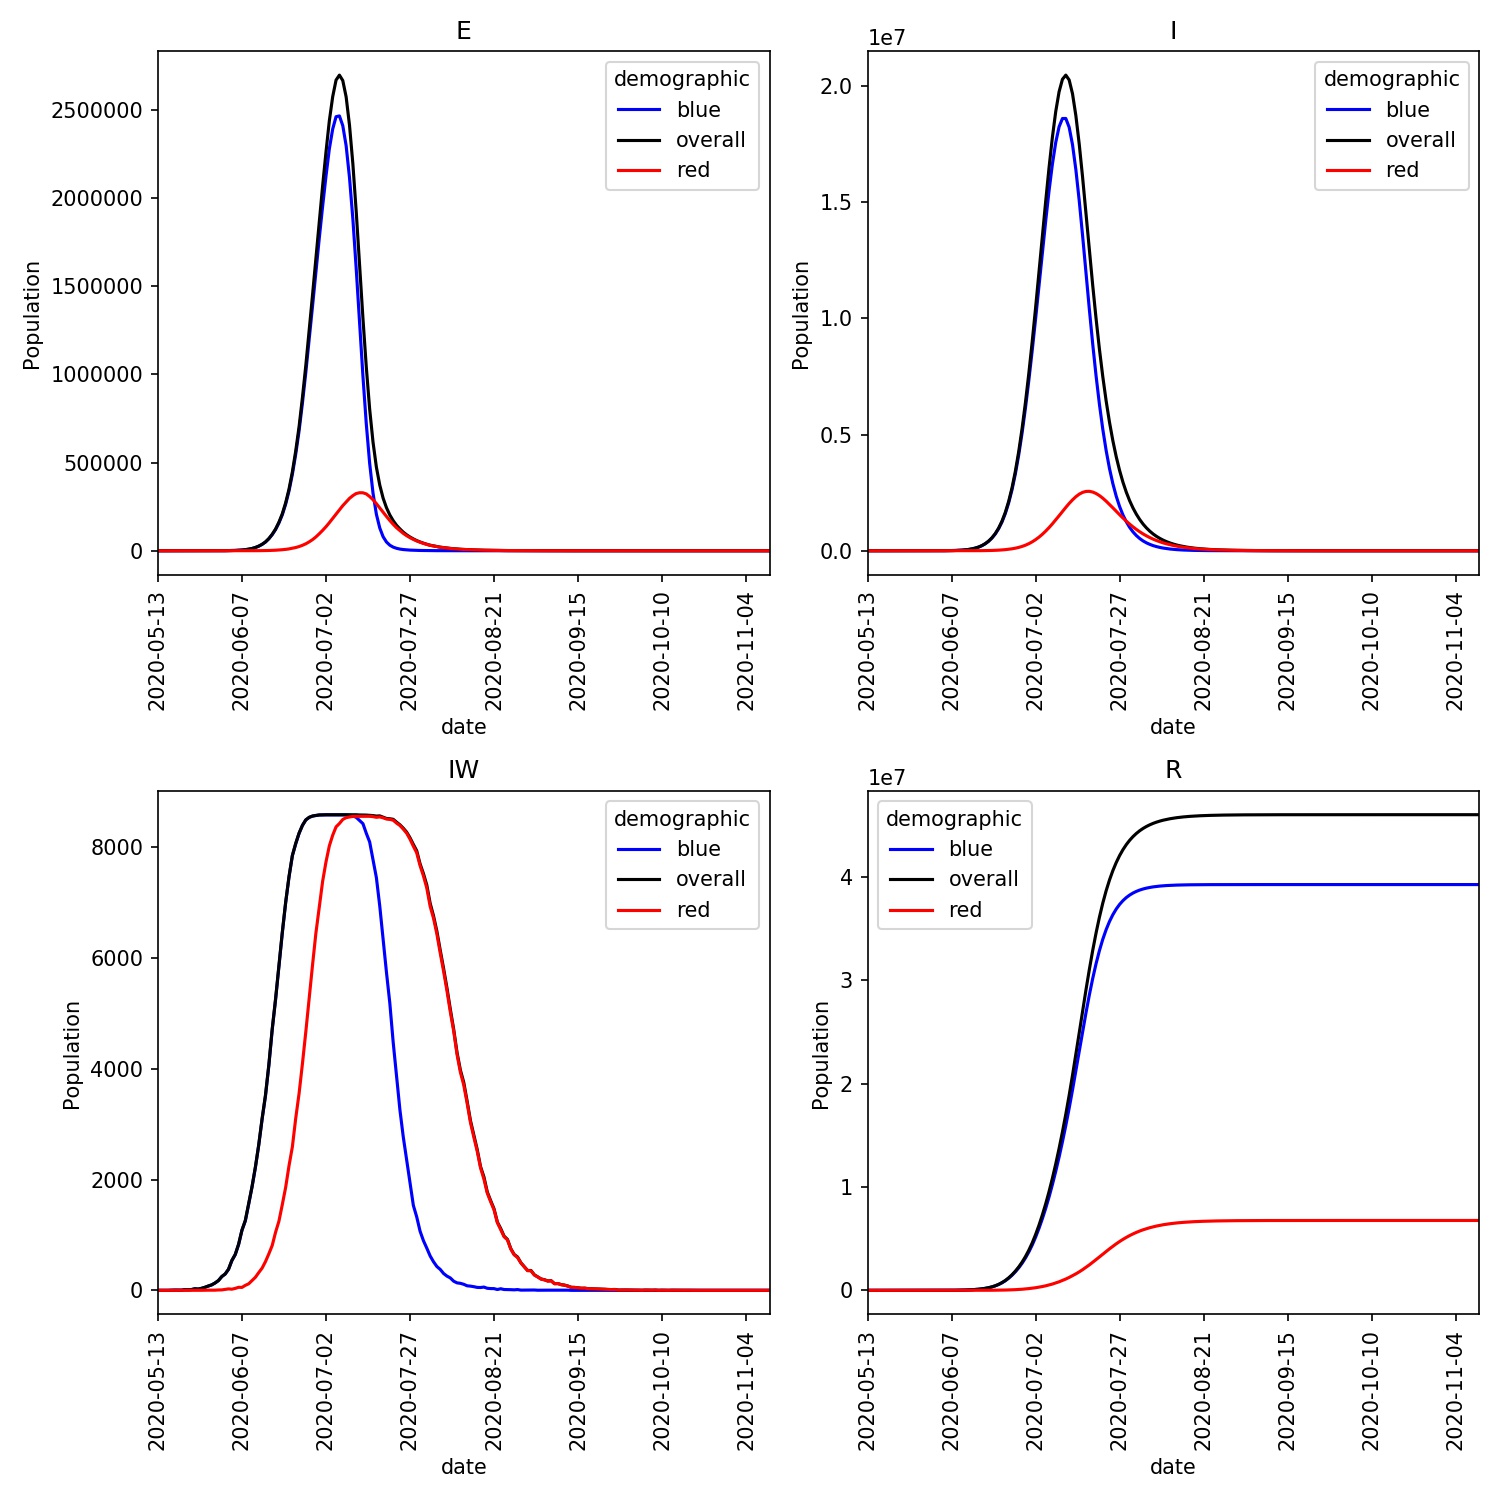 E
2500000
2000000
1500000
1000000
500000
0
Population
2020-05-13
2020-06-07
2020-07-02
2020-07-27
2020-08-21
2020-09-15
2020-10-10
2020-11-04
date
demographic
blue
overall
red
I
1e7
2.0
1.5
1.0
0.5
0.0
Population
2020-05-13
2020-06-07
2020-07-02
2020-07-27
2020-08-21
2020-09-15
2020-10-10
2020-11-04
date
demographic
blue
overall
red
IW
8000
6000
4000
2000
0
Population
2020-05-13
2020-06-07
2020-07-02
2020-07-27
2020-08-21
2020-09-15
2020-10-10
2020-11-04
date
demographic
blue
overall
red
R
1e7
4
3
2
1
0
Population
2020-05-13
2020-06-07
2020-07-02
2020-07-27
2020-08-21
2020-09-15
2020-10-10
2020-11-04
date
demographic
blue
overall
red